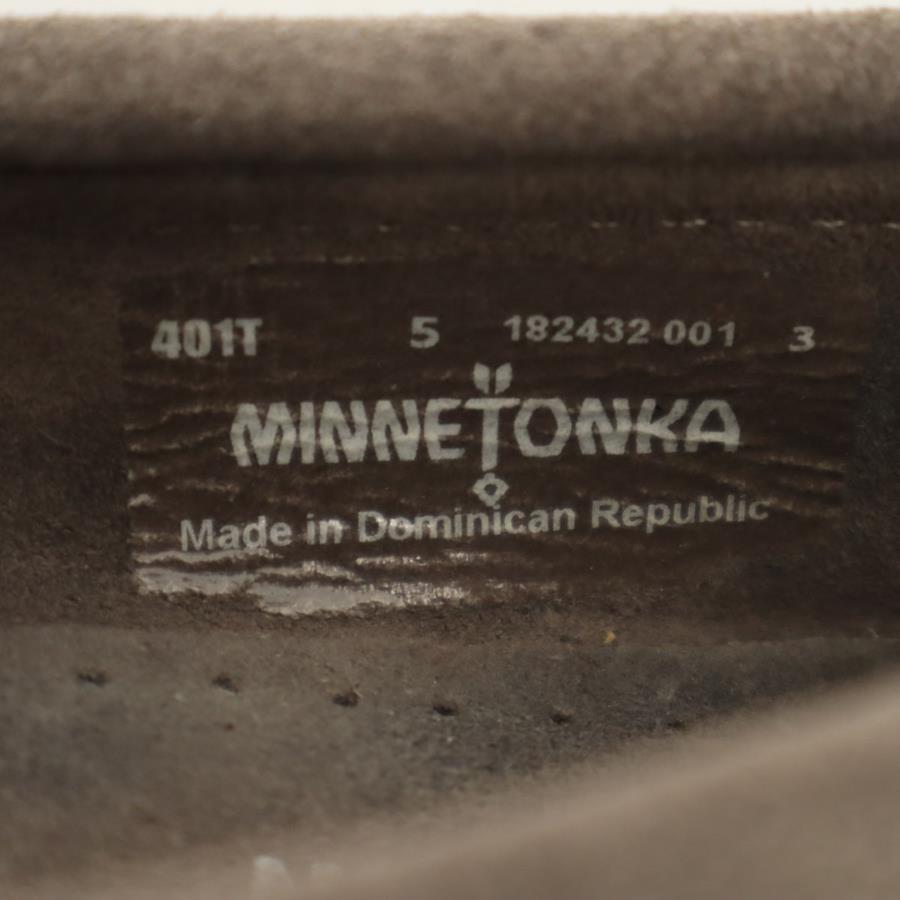 401T 5 182432 001 3
MINNETONKA
Made in Dominican Republic